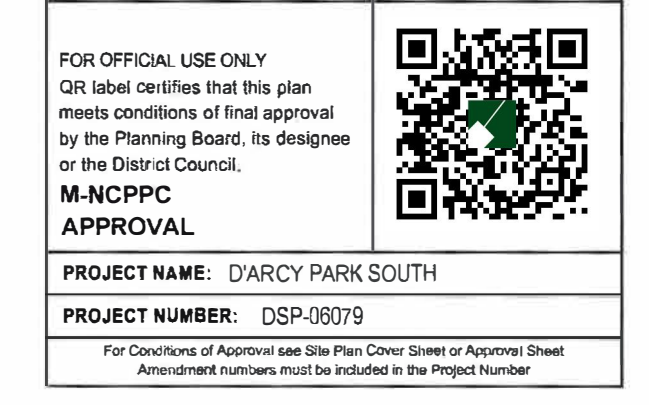 FOR OFFICIAL USE ONLY
QR label certifies that this plan
meets conditions of final approval
by the Planning Board, its designee
or the District Council.
M-NCPPC
APPROVAL
PROJECT NAME: D'ARCY PARK SOUTH
PROJECT NUMBER: DSP-06079
For Conditions of Approval see Site Plan Cover Sheet or Approval Sheet
Amendment numbers must be included in the Project Number